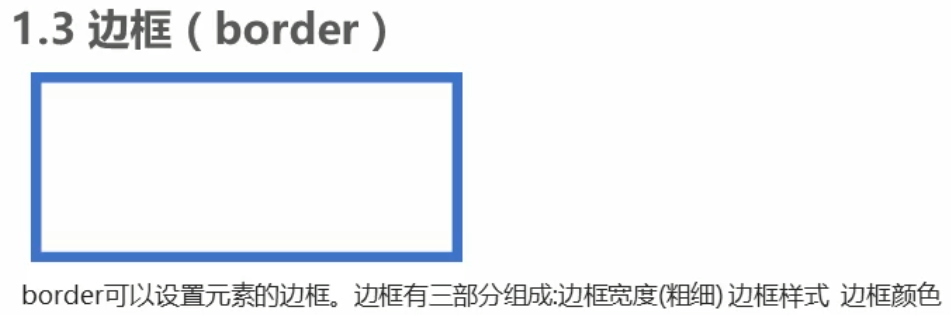 1.3 边框（border）
border可以设置元素的边框。边框有三部分组成:边框宽度(粗细) 边框样式 边框颜色